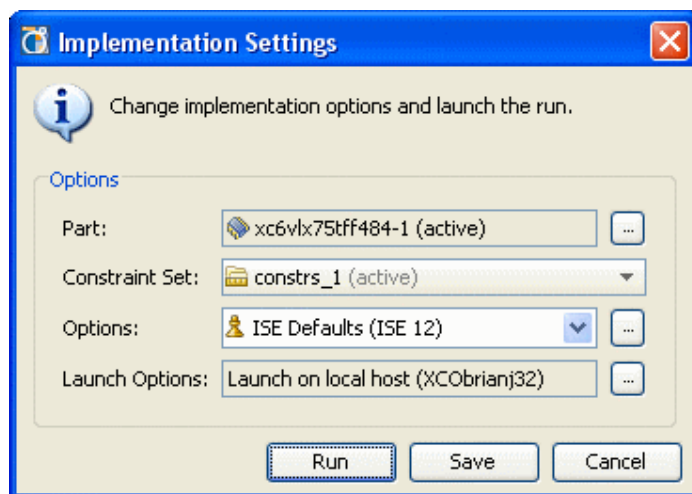 Implementation Settings
Change implementation options and launch the run.
Options
Part: xc6vlx75tff484-1 (active) ...
Constraint Set: constrs_1 (active)
Options: ISE Defaults (ISE 12) ...
Launch Options: Launch on local host (XCObrianj32) ...
Run Save Cancel